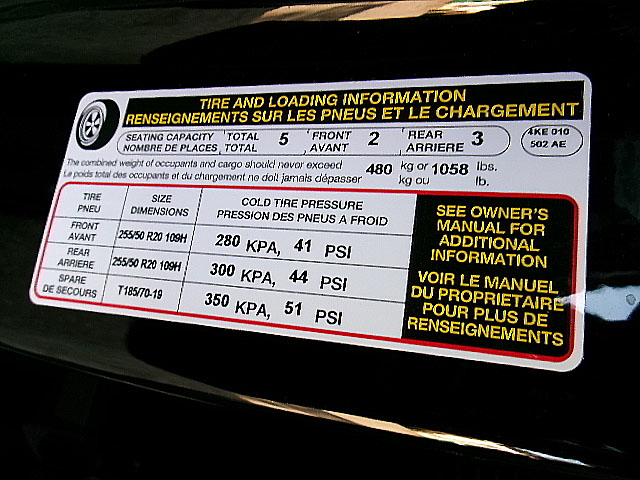 TIRE AND LOADING INFORMATION
RENSEIGNEMENTS SUR LES PNEUS ET LE CHARGEMENT
SEATING CAPACITY TOTAL 5 FRONT 2 REAR 3
NOMBRE DE PLACES TOTAL AVANT ARRIERE
4KE 010
502 AE
The combined weight of occupants and cargo should never exceed 480 kg or 1058 lbs.
Le poids total des occupants et du chargement ne doit jamais dépasser kg ou lb.
TIRE SIZE COLD TIRE PRESSURE
PNEU DIMENSIONS PRESSION DES PNEUS A FROID
FRONT
AVANT 255/50 R20 109H 280 KPA, 41 PSI
REAR
ARRIERE 255/50 R20 109H 300 KPA, 44 PSI
SPARE
DE SECOURS T185/70-19 350 KPA, 51 PSI
SEE OWNER'S
MANUAL FOR
ADDITIONAL
INFORMATION
VOIR LE MANUEL
DU PROPRIETAIRE
POUR PLUS DE
RENSEIGNEMENTS